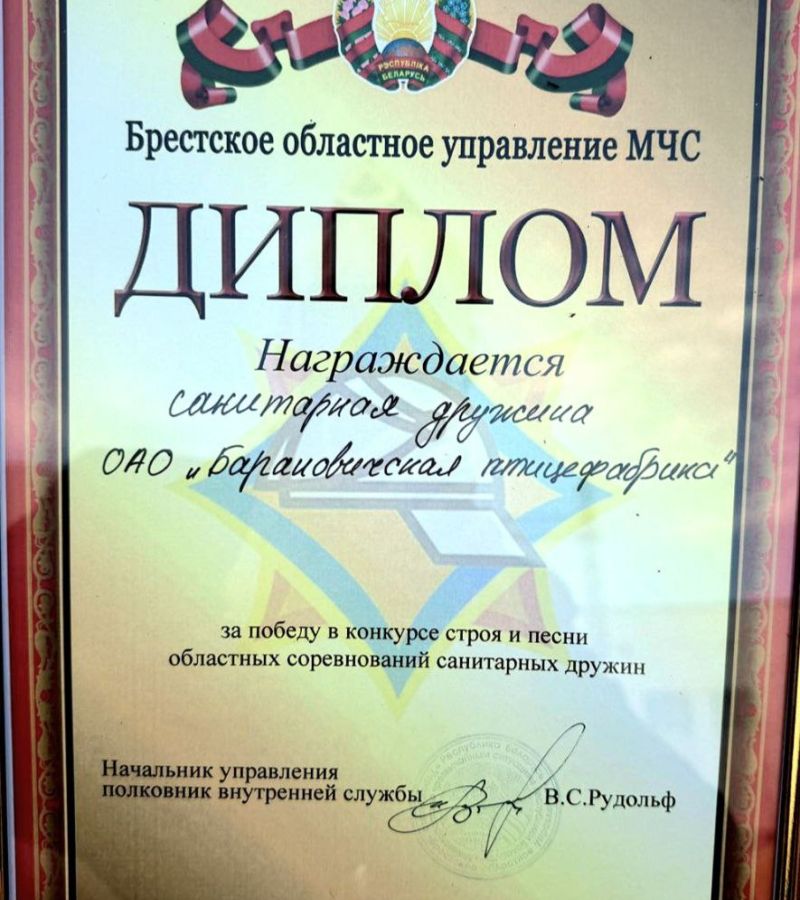 РЭСПУБЛІКА
БЕЛАРУСЬ
Брестское областное управление МЧС
ДИПЛОМ
Награждается
санитарная дружина
ОАО „Барановичская птицефабрика"
за победу в конкурсе строя и песни
областных соревнований санитарных дружин
Начальник управления
полковник внутренней службы
В.С.Рудольф